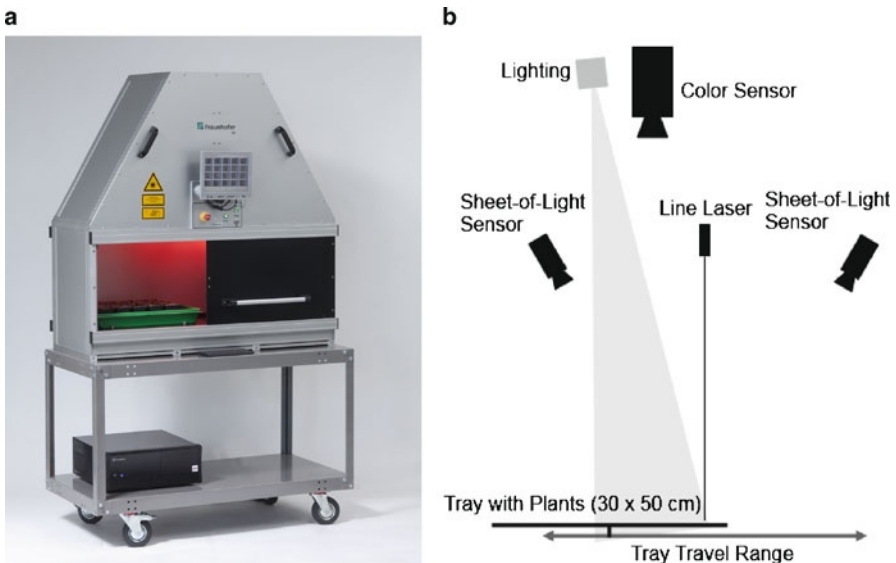 a
Fraunhofer
b
Lighting
Color Sensor
Sheet-of-Light
Sensor
Line Laser
Sheet-of-Light
Sensor
Tray with Plants (30 x 50 cm)
Tray Travel Range